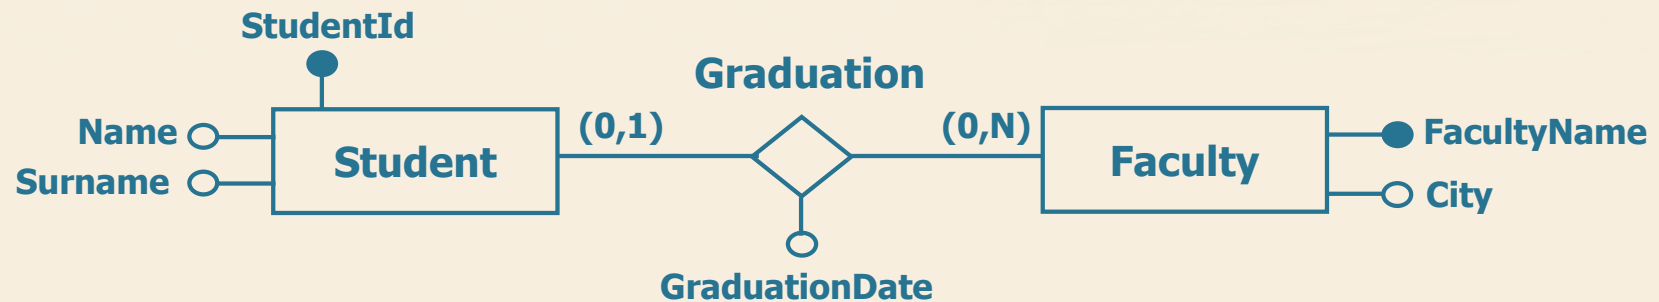 StudentId
Graduation
Name
(0,1)
(0,N)
FacultyName
Student
Faculty
Surname
City
GraduationDate